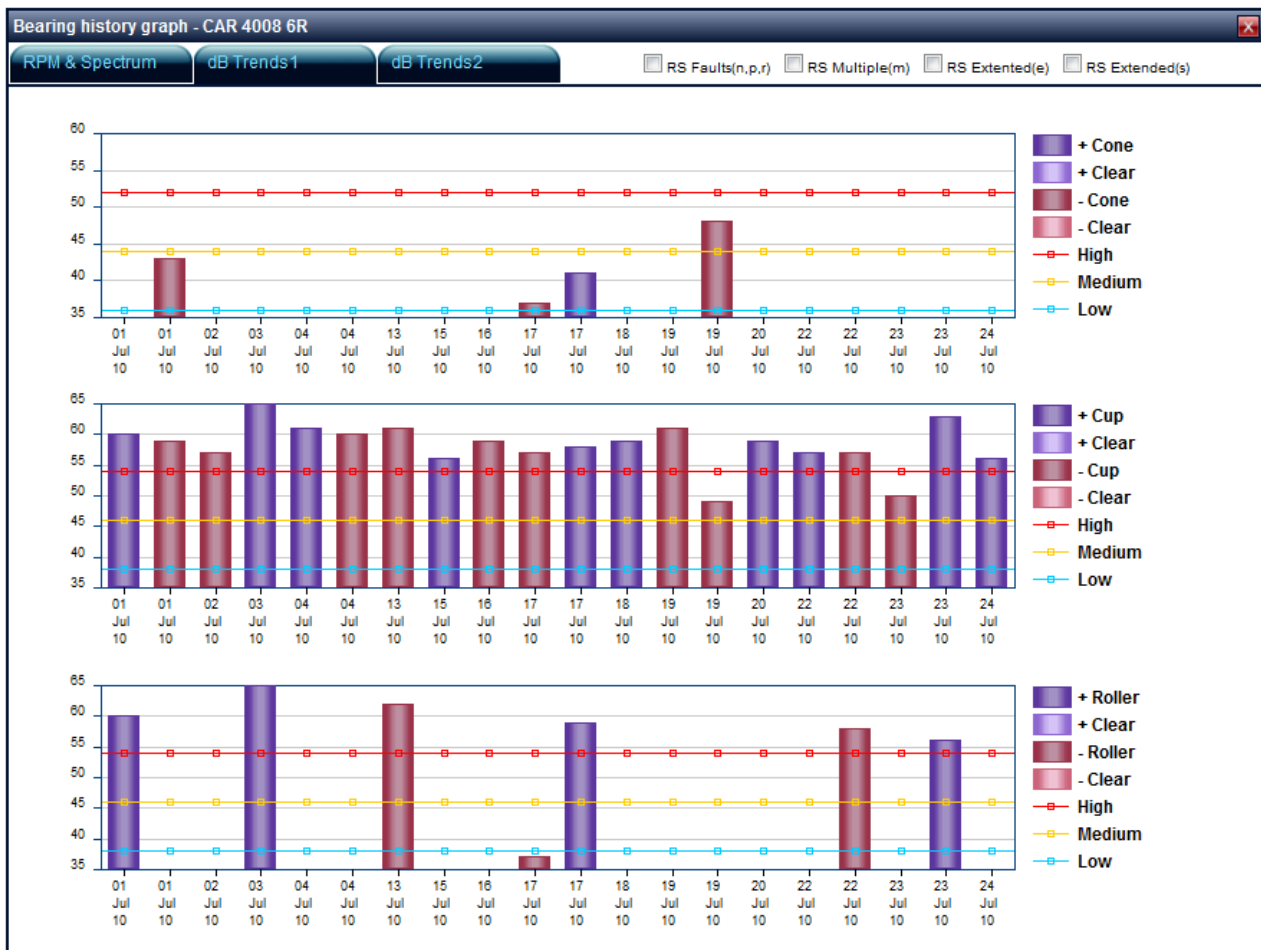 Bearing history graph - CAR 4008 6R
RPM & Spectrum dB Trends1 dB Trends2 RS Faults(n,p,r) RS Multiple(m) RS Extented(e) RS Extended(s)
60
55
50
45
40
35
01 01 02 03 04 04 13 15 16 17 17 18 19 19 20 22 22 23 23 24
Jul Jul Jul Jul Jul Jul Jul Jul Jul Jul Jul Jul Jul Jul Jul Jul Jul Jul Jul Jul
10 10 10 10 10 10 10 10 10 10 10 10 10 10 10 10 10 10 10 10
+ Cone
+ Clear
- Cone
- Clear
High
Medium
Low
65
60
55
50
45
40
35
01 01 02 03 04 04 13 15 16 17 17 18 19 19 20 22 22 23 23 24
Jul Jul Jul Jul Jul Jul Jul Jul Jul Jul Jul Jul Jul Jul Jul Jul Jul Jul Jul Jul
10 10 10 10 10 10 10 10 10 10 10 10 10 10 10 10 10 10 10 10
+ Cup
+ Clear
- Cup
- Clear
High
Medium
Low
65
60
55
50
45
40
35
01 01 02 03 04 04 13 15 16 17 17 18 19 19 20 22 22 23 23 24
Jul Jul Jul Jul Jul Jul Jul Jul Jul Jul Jul Jul Jul Jul Jul Jul Jul Jul Jul Jul
10 10 10 10 10 10 10 10 10 10 10 10 10 10 10 10 10 10 10 10
+ Roller
+ Clear
- Roller
- Clear
High
Medium
Low